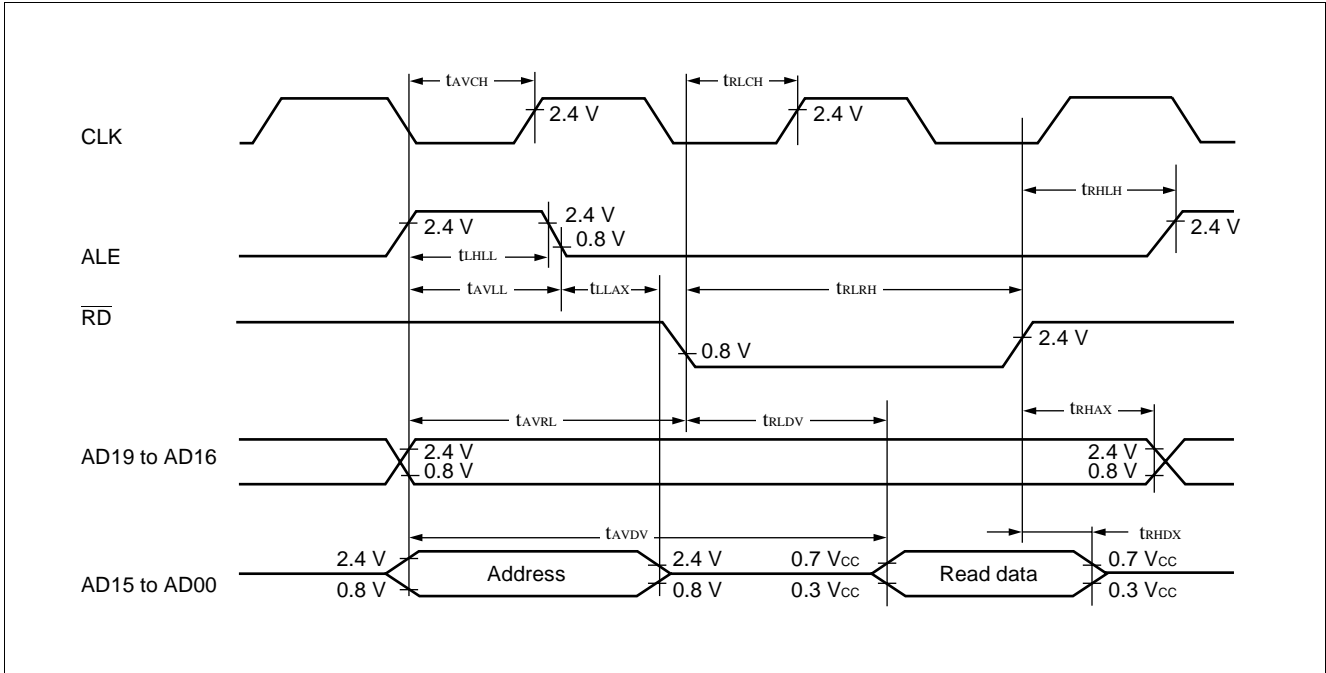 tAVCH
tRLCH
CLK
2.4 V
2.4 V
tRHLH
ALE
2.4 V
2.4 V
0.8 V
2.4 V
tLHLL
tAVLL
tLLAX
tRLRH
RD
0.8 V
2.4 V
tAVRL
tRLDV
tRHAX
AD19 to AD16
2.4 V
0.8 V
2.4 V
0.8 V
tAVDV
tRHDX
AD15 to AD00
2.4 V
0.8 V
Address
2.4 V
0.8 V
0.7 VCC
0.3 VCC
Read data
0.7 VCC
0.3 VCC